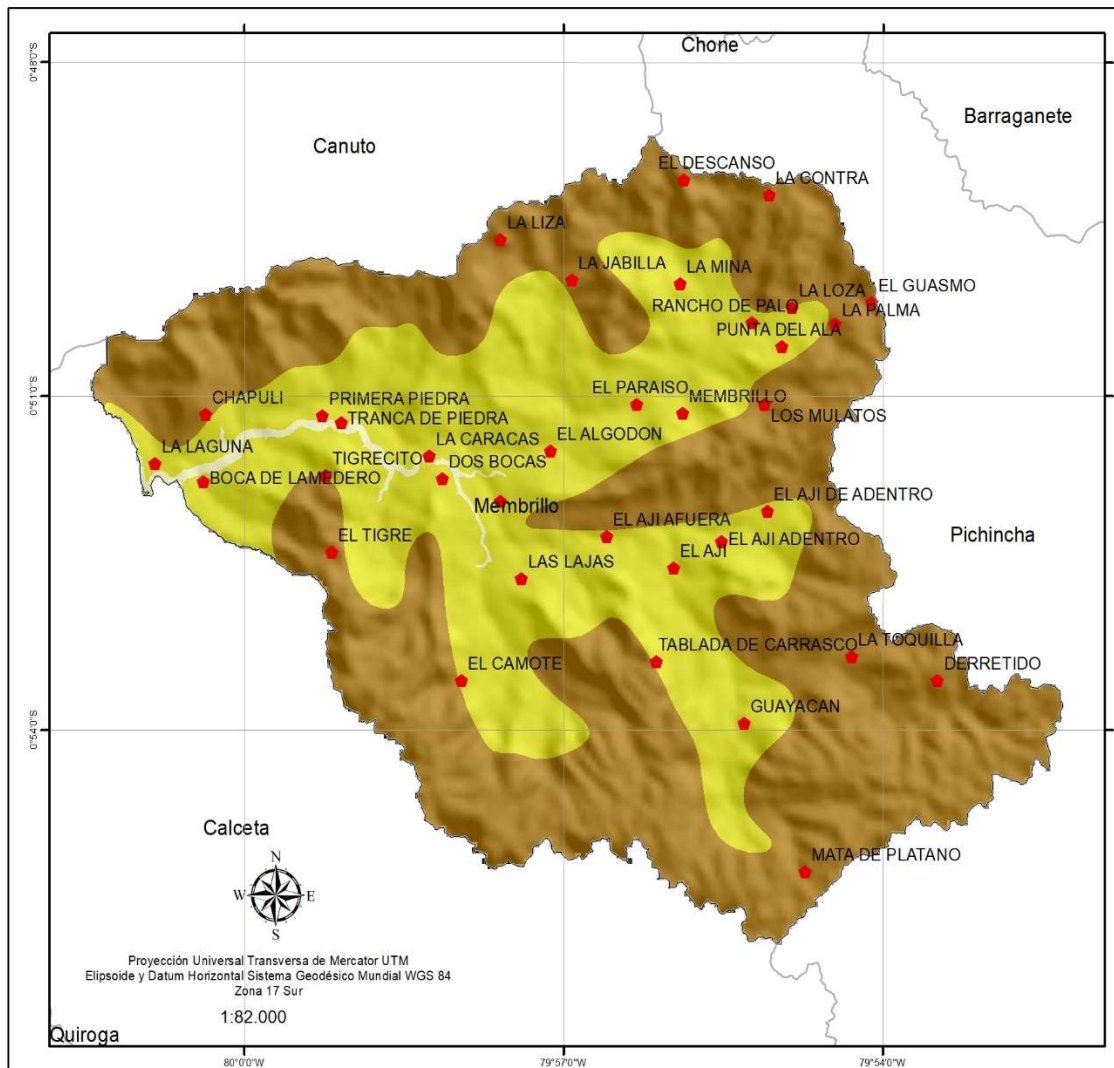 Chone
0°48'0"S
Barraganete
Canuto
EL DESCANSO
LA CONTRA
LA LIZA
LA JABILLA
LA MINA
LA LOZA
EL GUASMO
RANCHO DE PALO
LA PALMA
PUNTA DEL ALA
0°51'0"S
CHAPULI
PRIMERA PIEDRA
EL PARAISO
MEMBRILLO
LOS MULATOS
TRANCA DE PIEDRA
LA CARACAS
EL ALGODON
LA LAGUNA
TIGRECITO
DOS BOCAS
BOCA DE LAMEDERO
Membrillo
EL AJI DE ADENTRO
EL AJI AFUERA
EL AJI ADENTRO
Pichincha
EL TIGRE
LAS LAJAS
EL AJI
TABLADA DE CARRASCO
LA TOQUILLA
EL CAMOTE
DERRETIDO
GUAYACAN
0°54'0"S
Calceta
MATA DE PLATANO
N
W
E
S
Proyección Universal Transversa de Mercator UTM
Elipsoide y Datum Horizontal Sistema Geodésico Mundial WGS 84
Zona 17 Sur
1:82.000
Quiroga
80°0'0"W
79°57'0"W
79°54'0"W